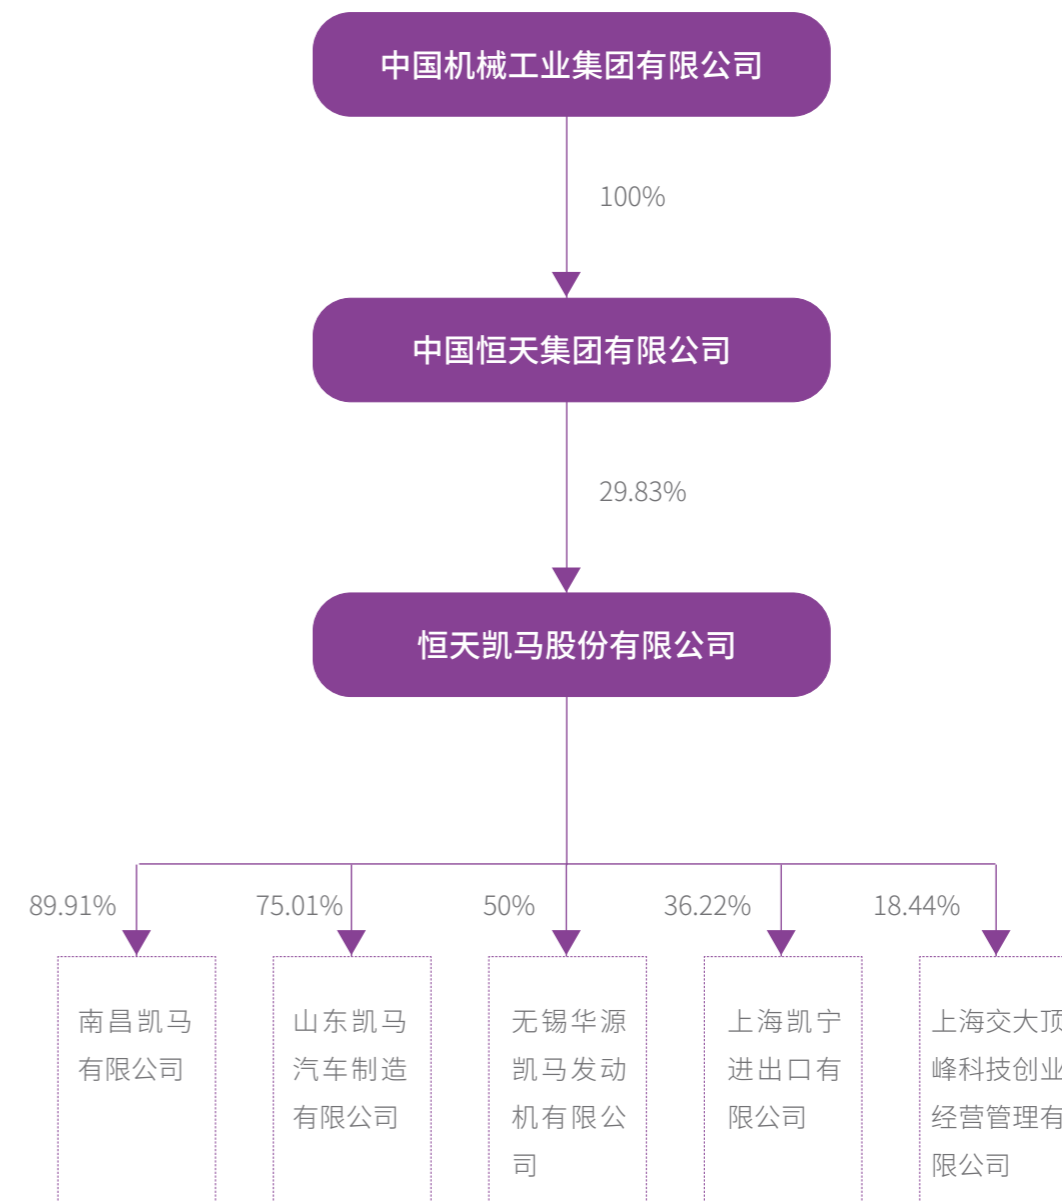 中国机械工业集团有限公司
100%
中国恒天集团有限公司
29.83%
恒天凯马股份有限公司
89.91%
75.01%
50%
36.22%
18.44%
南昌凯马
有限公司
山东凯马
汽车制造
有限公司
无锡华源
凯马发动
机有限公
司
上海凯宁
进出口有
限公司
上海交大顶
峰科技创业
经营管理有
限公司